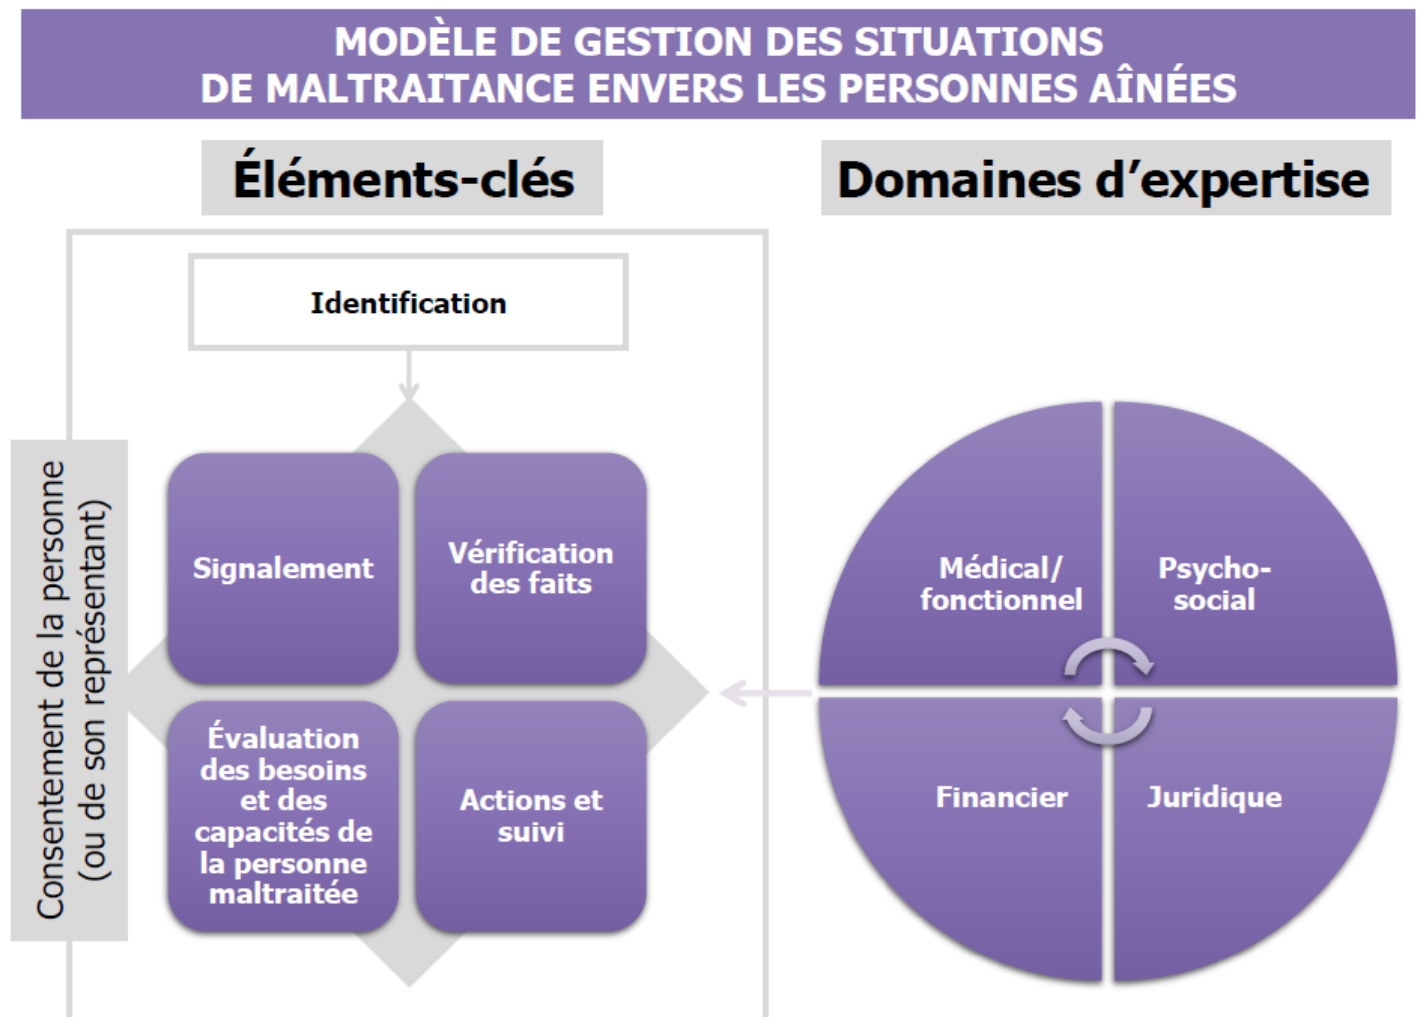 MODÈLE DE GESTION DES SITUATIONS
DE MALTRAITANCE ENVERS LES PERSONNES AÎNÉES
Éléments-clés
Domaines d’expertise
Identification
Consentement de la personne
(ou de son représentant)
Signalement
Vérification
des faits
Évaluation
des besoins
et des
capacités de
la personne
maltraitée
Actions et
suivi
Médical/
fonctionnel
Psycho-
social
Financier
Juridique